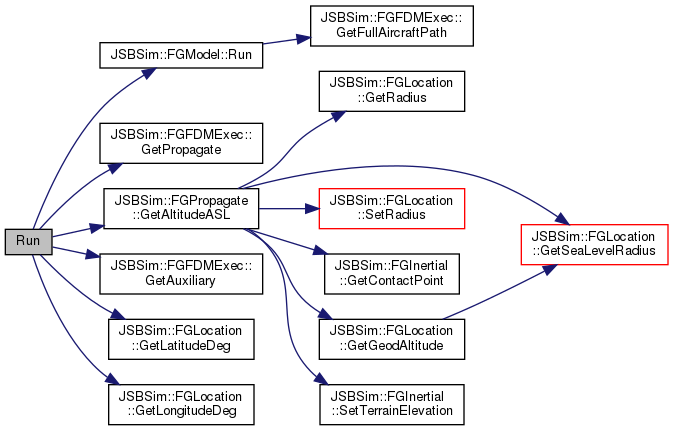 JSBSim::FGFDMExec::
GetFullAircraftPath
JSBSim::FGModel::Run
JSBSim::FGLocation
::GetRadius
JSBSim::FGFDMExec::
GetPropagate
JSBSim::FGPropagate
::GetAltitudeASL
JSBSim::FGLocation
::SetRadius
Run
JSBSim::FGLocation
::GetSeaLevelRadius
JSBSim::FGFDMExec::
GetAuxiliary
JSBSim::FGInertial
::GetContactPoint
JSBSim::FGLocation
::GetLatitudeDeg
JSBSim::FGLocation
::GetGeodAltitude
JSBSim::FGLocation
::GetLongitudeDeg
JSBSim::FGInertial
::SetTerrainElevation